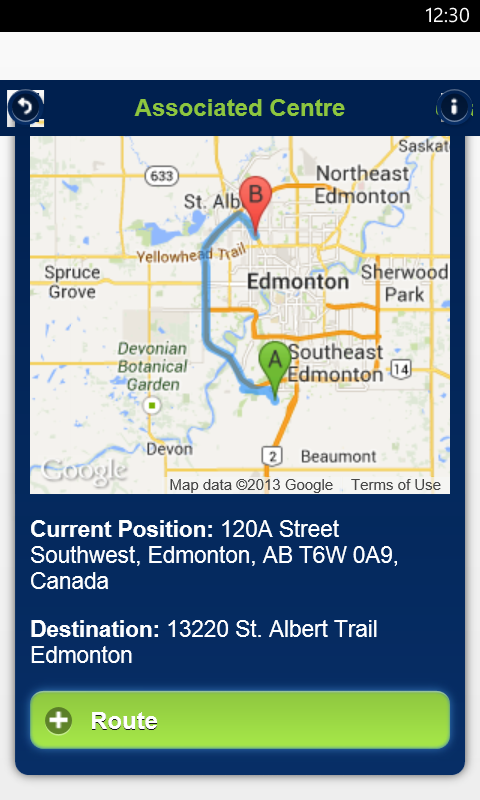 12:30
Associated Centre
Saskat
633
Northeast
Edmonton
St. Alb
B
Yellowhead Trail
Spruce
Grove
Edmonton
Sherwood
Park
Devonian
Botanical
Garden
A
Southeast
Edmonton
14
Devon
2
Beaumont
Google
Map data ©2013 Google Terms of Use
Current Position: 120A Street
Southwest, Edmonton, AB T6W 0A9,
Canada
Destination: 13220 St. Albert Trail
Edmonton
Route